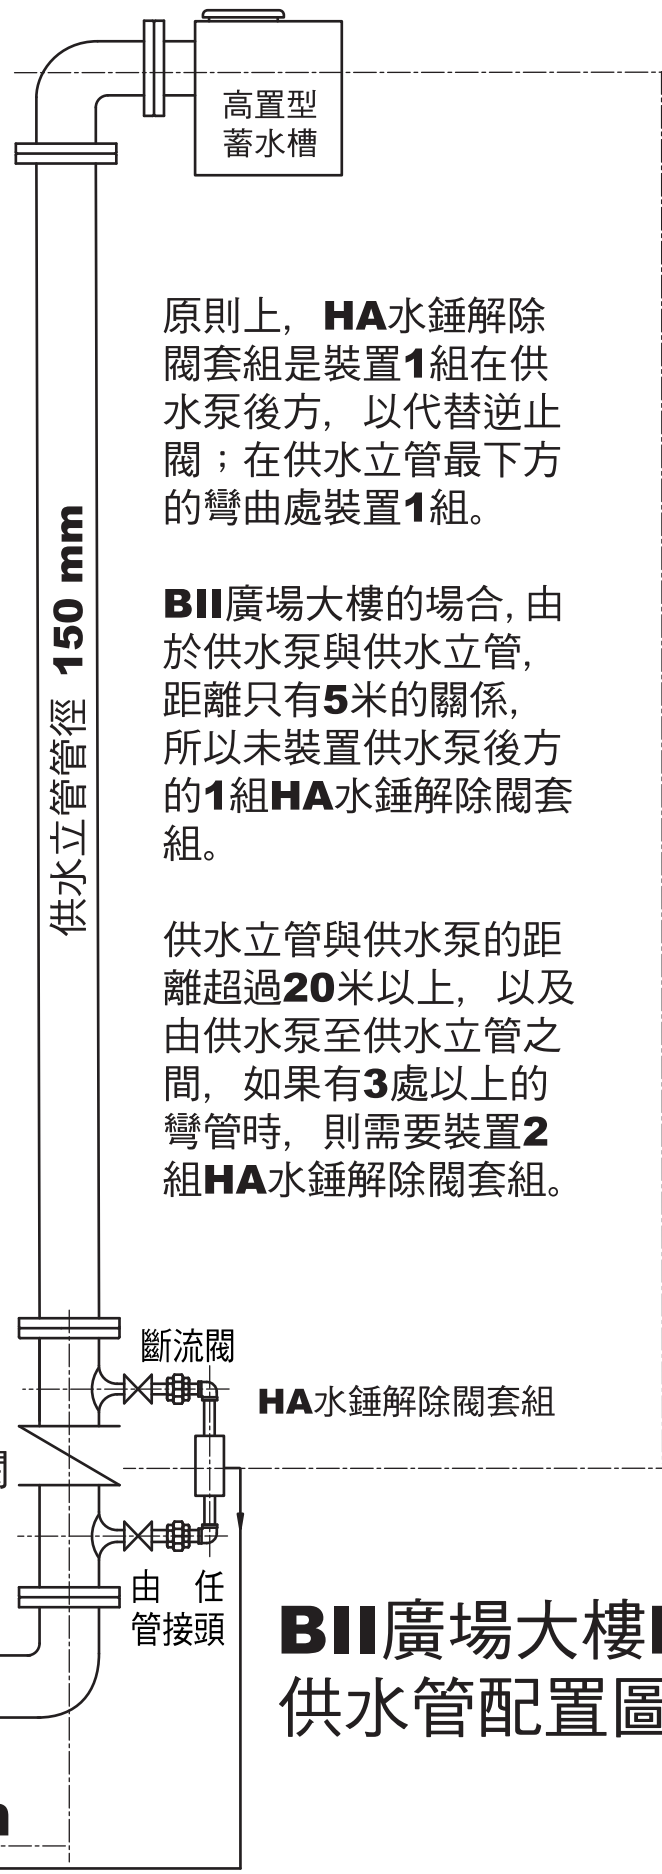 高置型
蓄水槽
原則上，HA水錘解除
閥套組是裝置1組在供
水泵後方，以代替逆止
閥；在供水立管最下方
的彎曲處裝置1組。
BII廣場大樓的場合,由
於供水泵與供水立管,
距離只有5米的關係,
所以未裝置供水泵後方
的1組HA水錘解除閥套
組。
供水立管與供水泵的距
離超過20米以上，以及
由供水泵至供水立管之
間，如果有3處以上的
彎管時，則需要裝置2
組HA水錘解除閥套組。
供水立管管徑 150 mm
斷流閥
HA水錘解除閥套組
由 任
管接頭
BII廣場大樓
供水管配置圖